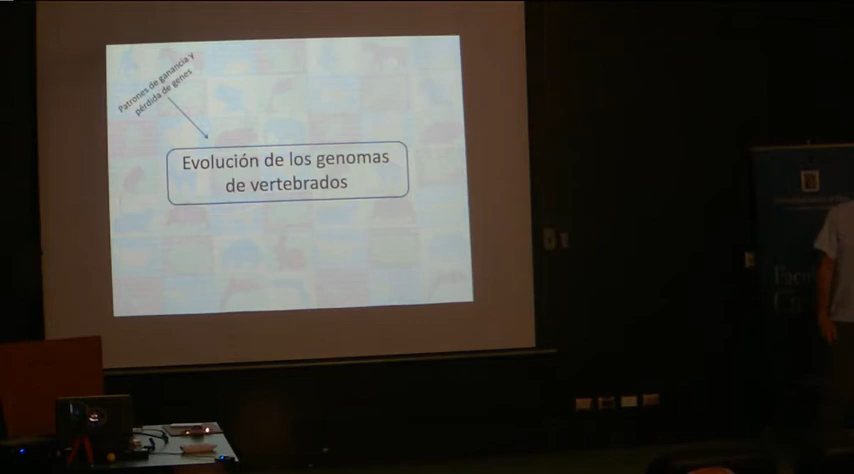 Patrones de ganancia y
pérdida de genes
Evolución de los genomas
de vertebrados